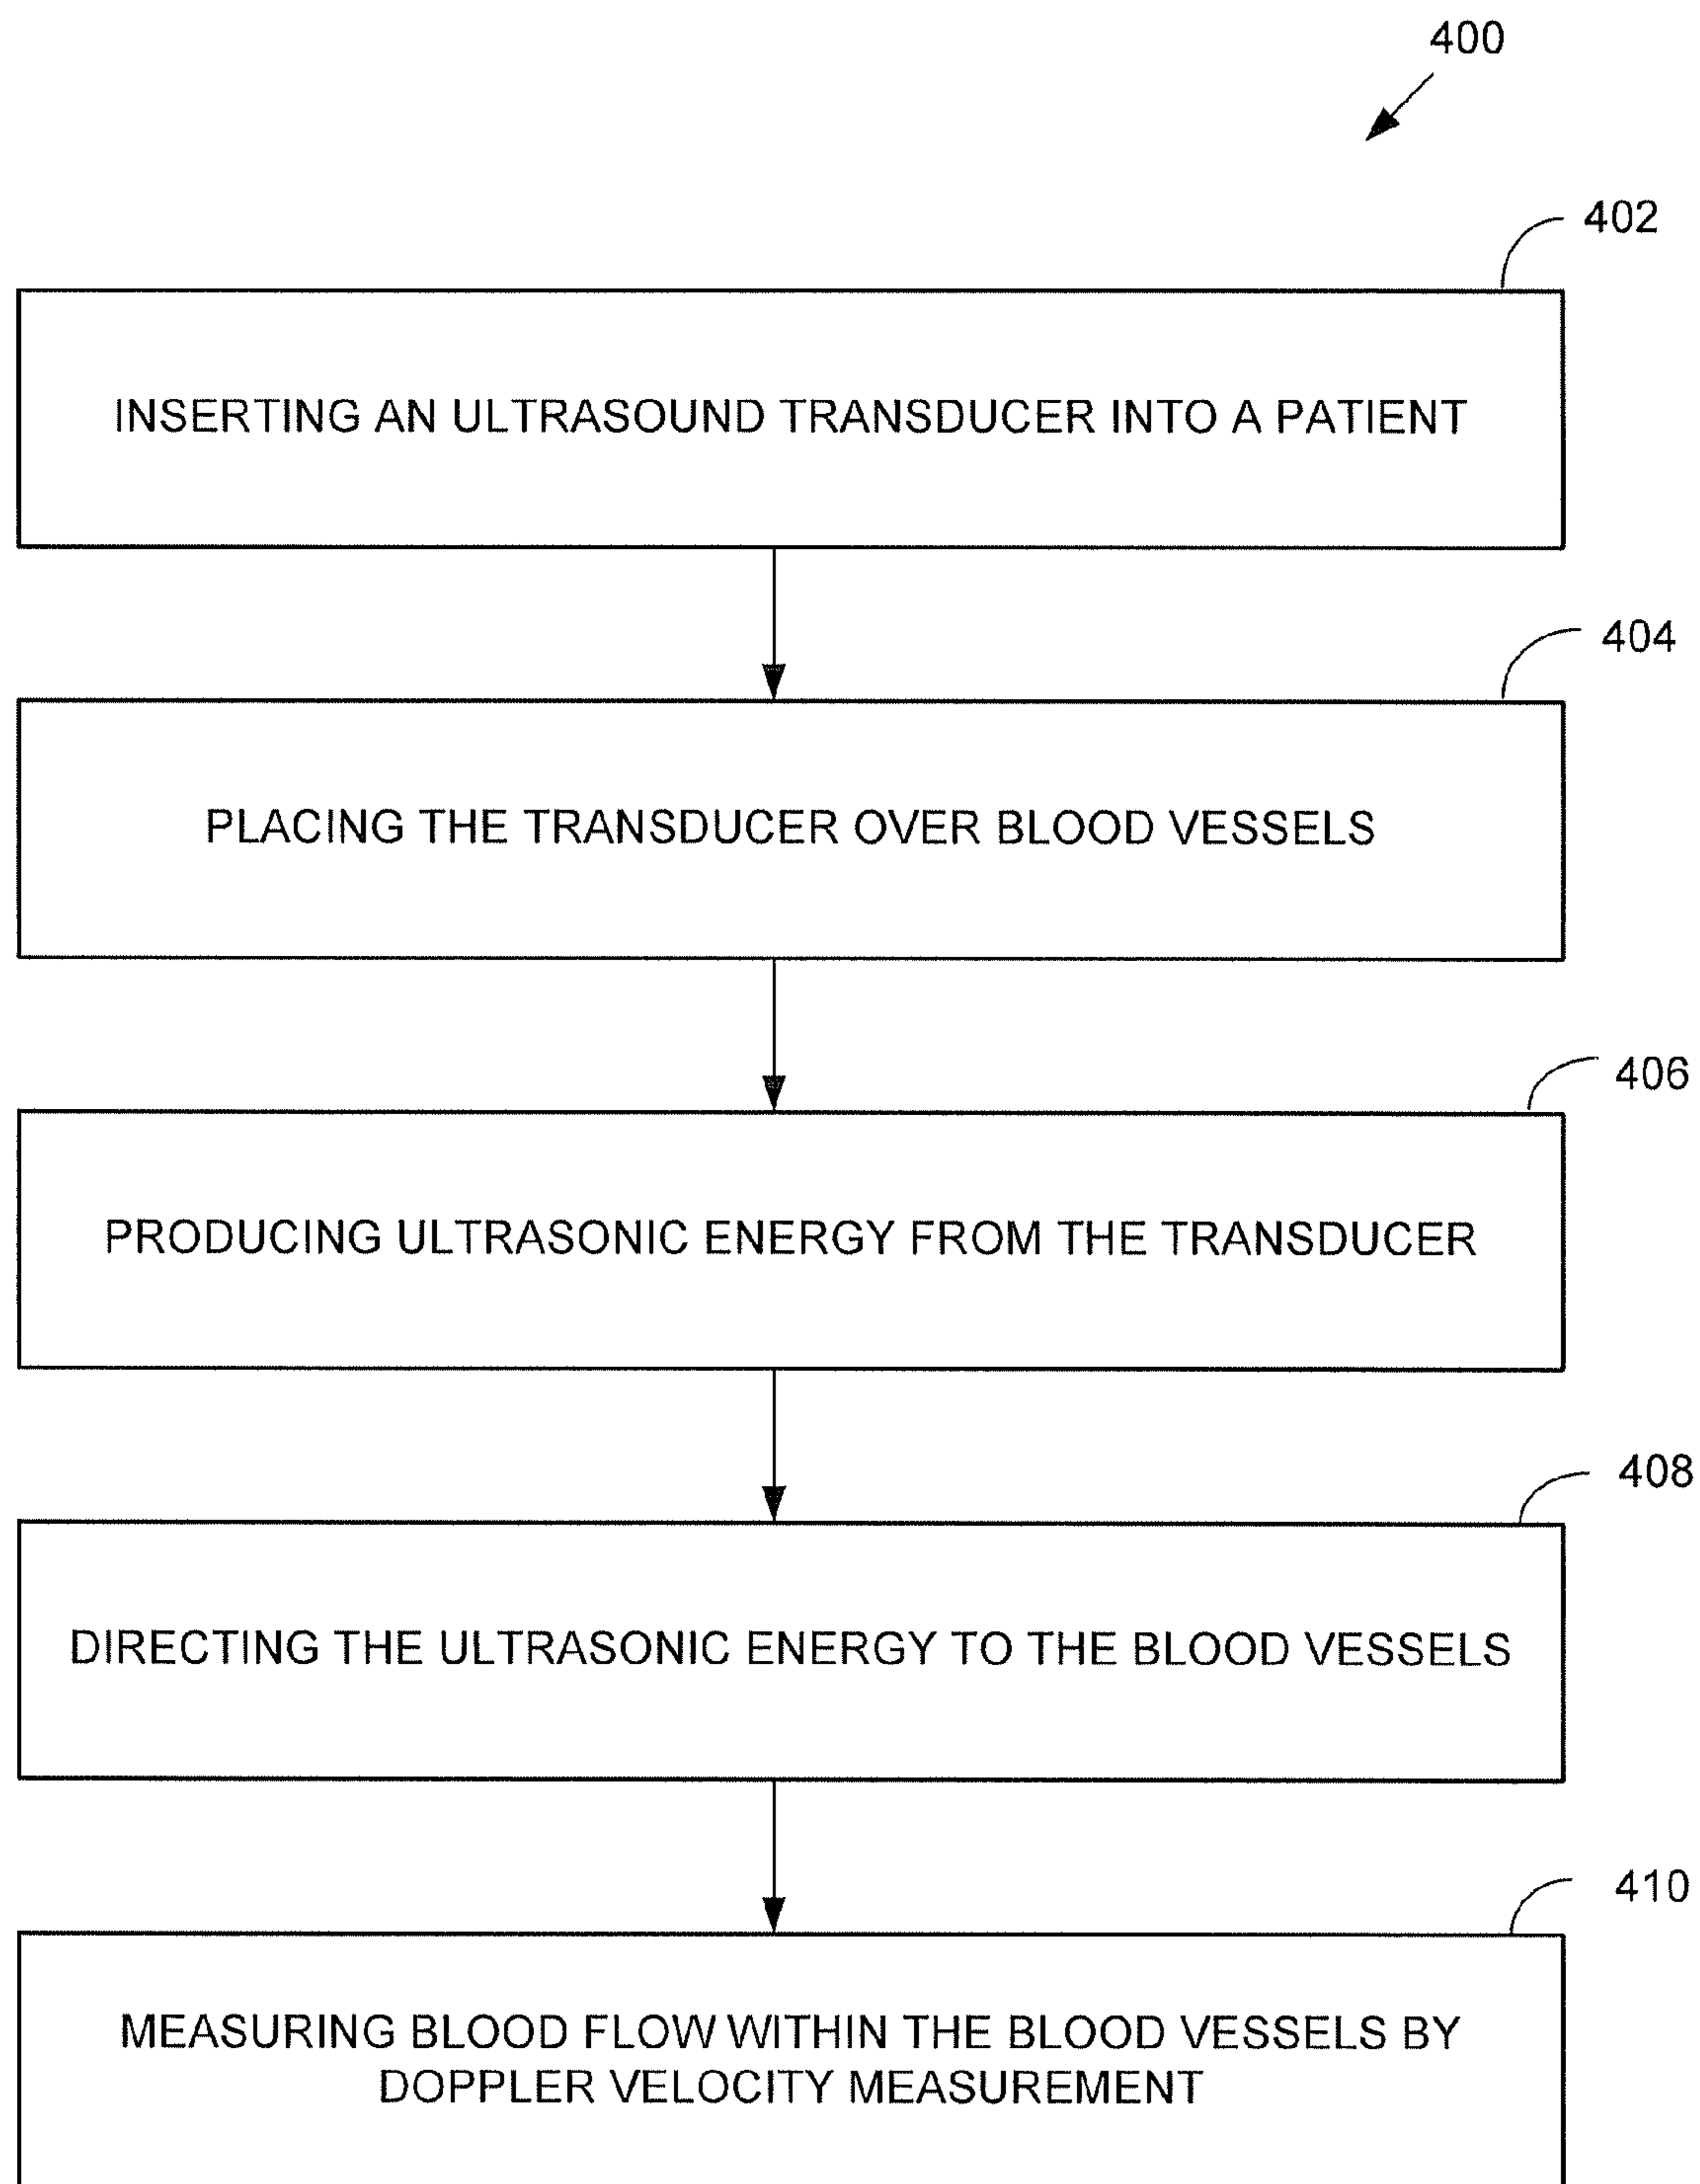 400
402
INSERTING AN ULTRASOUND TRANSDUCER INTO A PATIENT
404
PLACING THE TRANSDUCER OVER BLOOD VESSELS
406
PRODUCING ULTRASONIC ENERGY FROM THE TRANSDUCER
408
DIRECTING THE ULTRASONIC ENERGY TO THE BLOOD VESSELS
410
MEASURING BLOOD FLOW WITHIN THE BLOOD VESSELS BY
DOPPLER VELOCITY MEASUREMENT